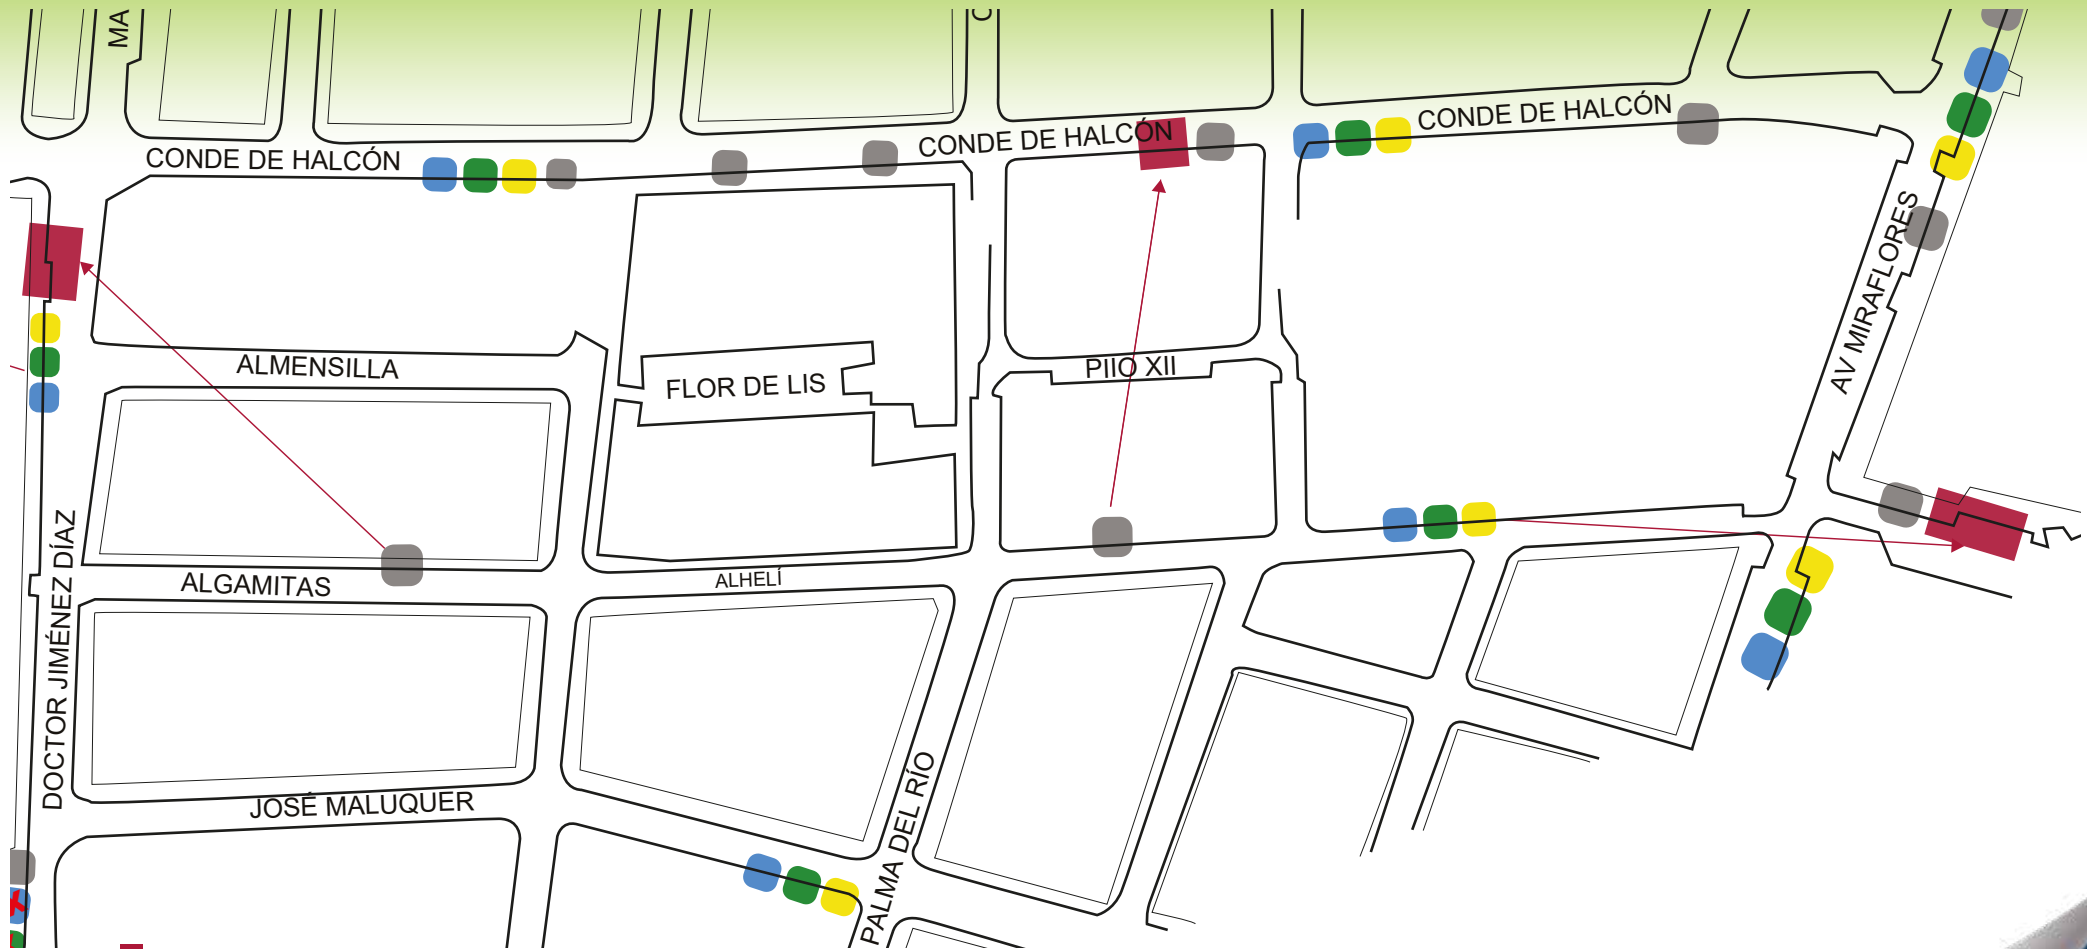 MA
CONDE DE HALCÓN
CONDE DE HALCÓN
CONDE DE HALCÓN
AV MIRAFLORES
ALMENSILLA
FLOR DE LIS
PIIO XII
DOCTOR JIMÉNEZ DÍAZ
ALGAMITAS
ALHELÍ
JOSÉ MALUQUER
PALMA DEL RÍO